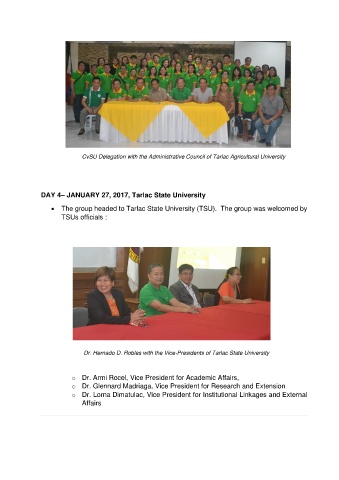 CvSU Delegation with the Administrative Council of Tarlac Agricultural University
DAY 4– JANUARY 27, 2017, Tarlac State University
• The group headed to Tarlac State University (TSU). The group was welcomed by
TSUs officials :
Dr. Hernado D. Robles with the Vice-Presidents of Tarlac State University
o Dr. Armi Rocel, Vice President for Academic Affairs,
o Dr. Glennard Madriaga, Vice President for Research and Extension
o Dr. Lorna Dimatulac, Vice President for Institutional Linkages and External
Affairs